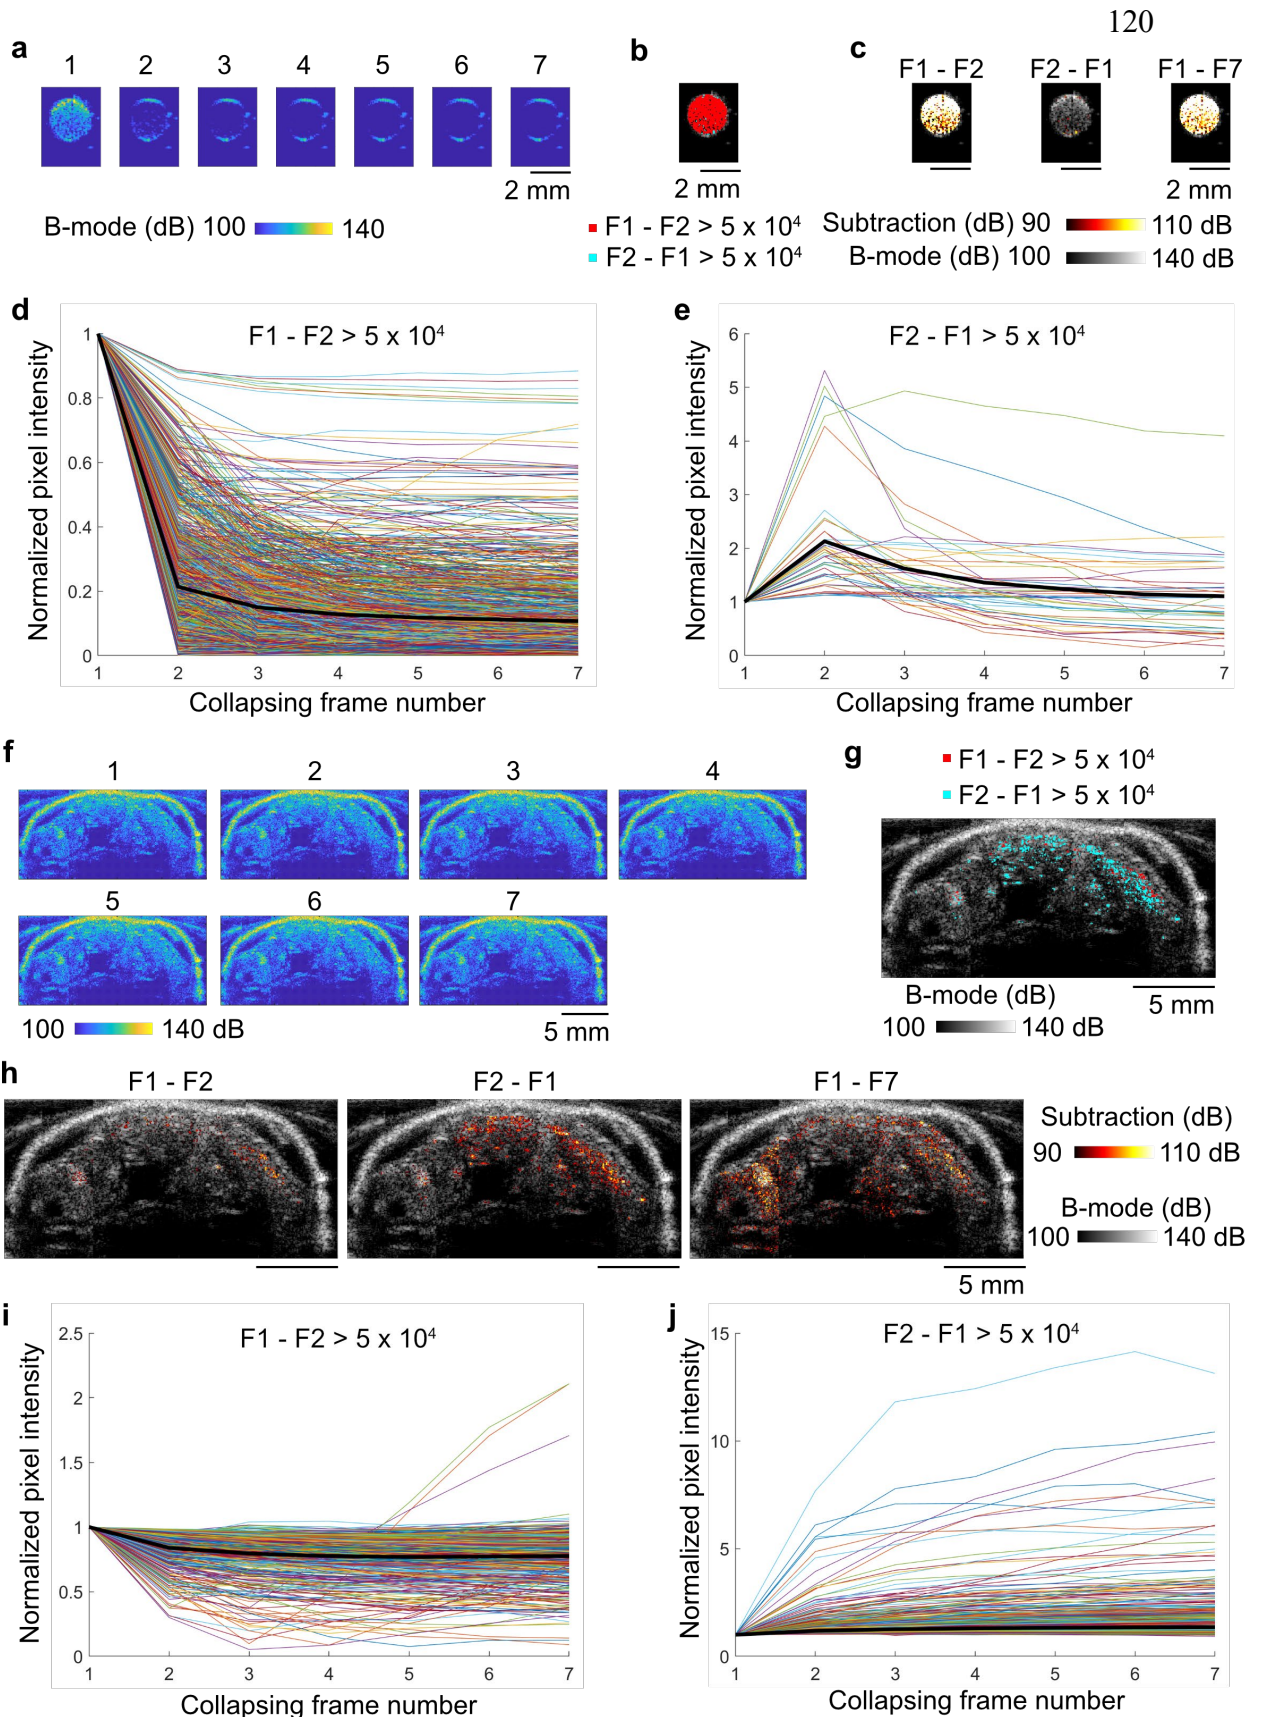 120
a
1 2 3 4 5 6 7
2 mm
B-mode (dB) 100 140
b
2 mm
F1 - F2 > 5 x 10⁴
F2 - F1 > 5 x 10⁴
c
F1 - F2 F2 - F1 F1 - F7
2 mm
Subtraction (dB) 90 110 dB
B-mode (dB) 100 140 dB
d
F1 - F2 > 5 x 10⁴
Normalized pixel intensity
1
0.8
0.6
0.4
0.2
0
1 2 3 4 5 6 7
Collapsing frame number
e
F2 - F1 > 5 x 10⁴
Normalized pixel intensity
6
5
4
3
2
1
0
1 2 3 4 5 6 7
Collapsing frame number
f
1 2 3 4
5 6 7
100 140 dB
5 mm
g
F1 - F2 > 5 x 10⁴
F2 - F1 > 5 x 10⁴
B-mode (dB)
100 140 dB
5 mm
h
F1 - F2 F2 - F1 F1 - F7
5 mm
Subtraction (dB)
90 110 dB
B-mode (dB)
100 140 dB
i
F1 - F2 > 5 x 10⁴
Normalized pixel intensity
2.5
2
1.5
1
0.5
0
1 2 3 4 5 6 7
Collapsing frame number
j
F2 - F1 > 5 x 10⁴
Normalized pixel intensity
15
10
5
0
1 2 3 4 5 6 7
Collapsing frame number